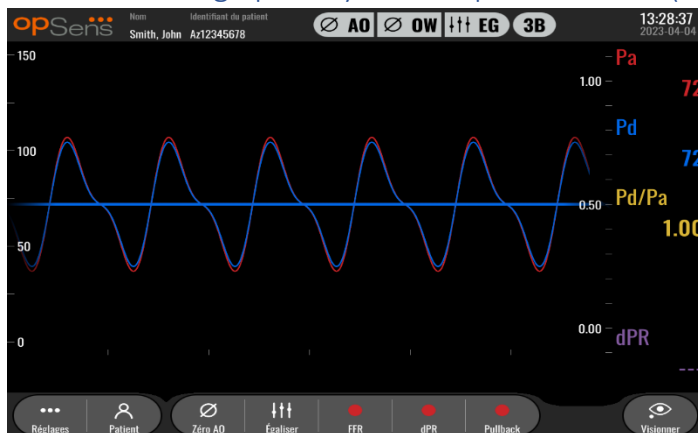 opSens
Nom
Identifiant du patient
Smith, John
Az12345678
AO
OW
EG
3B
13:28:37
2023-04-04
150
100
50
0
1.00
0.50
0.00
Pa
72
Pd
72
Pd/Pa
1.00
dPR
---
Réglages
Patient
Zéro AO
Égaliser
FFR
dPR
Pullback
Visionner